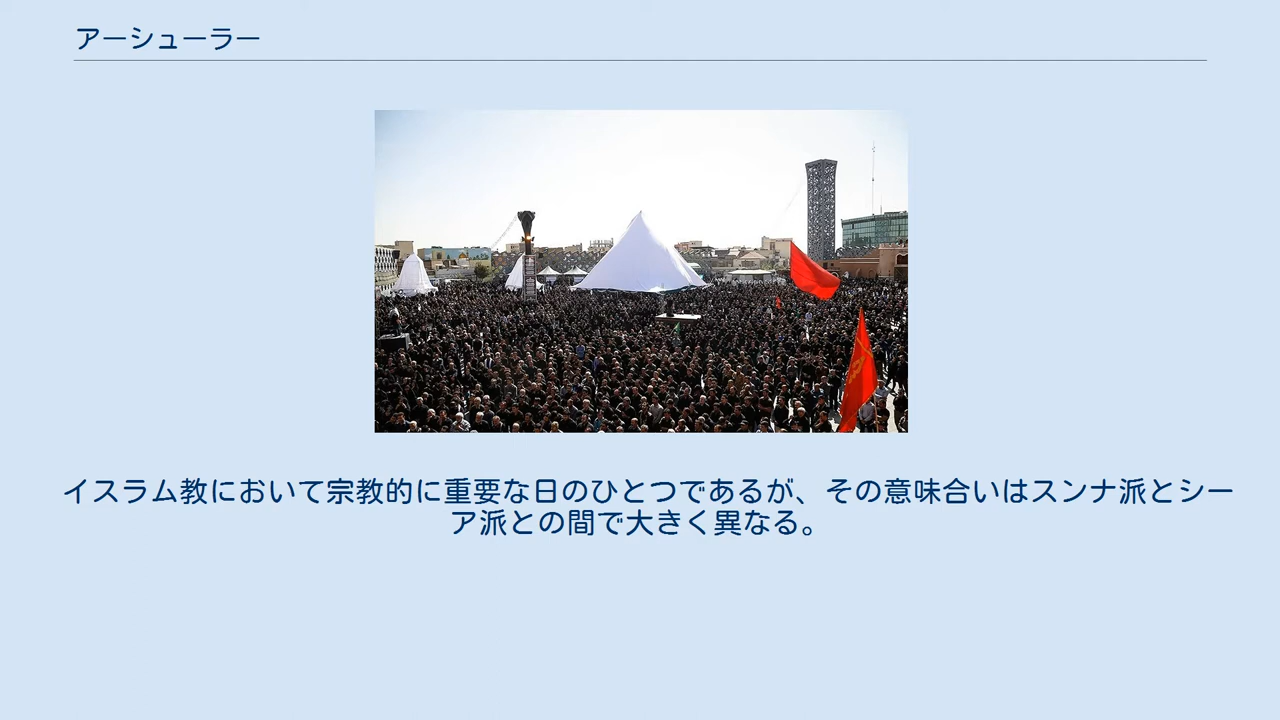 アーシューラー
イスラム教において宗教的に重要な日のひとつであるが、その意味合いはスンナ派とシー
ア派との間で大きく異なる。